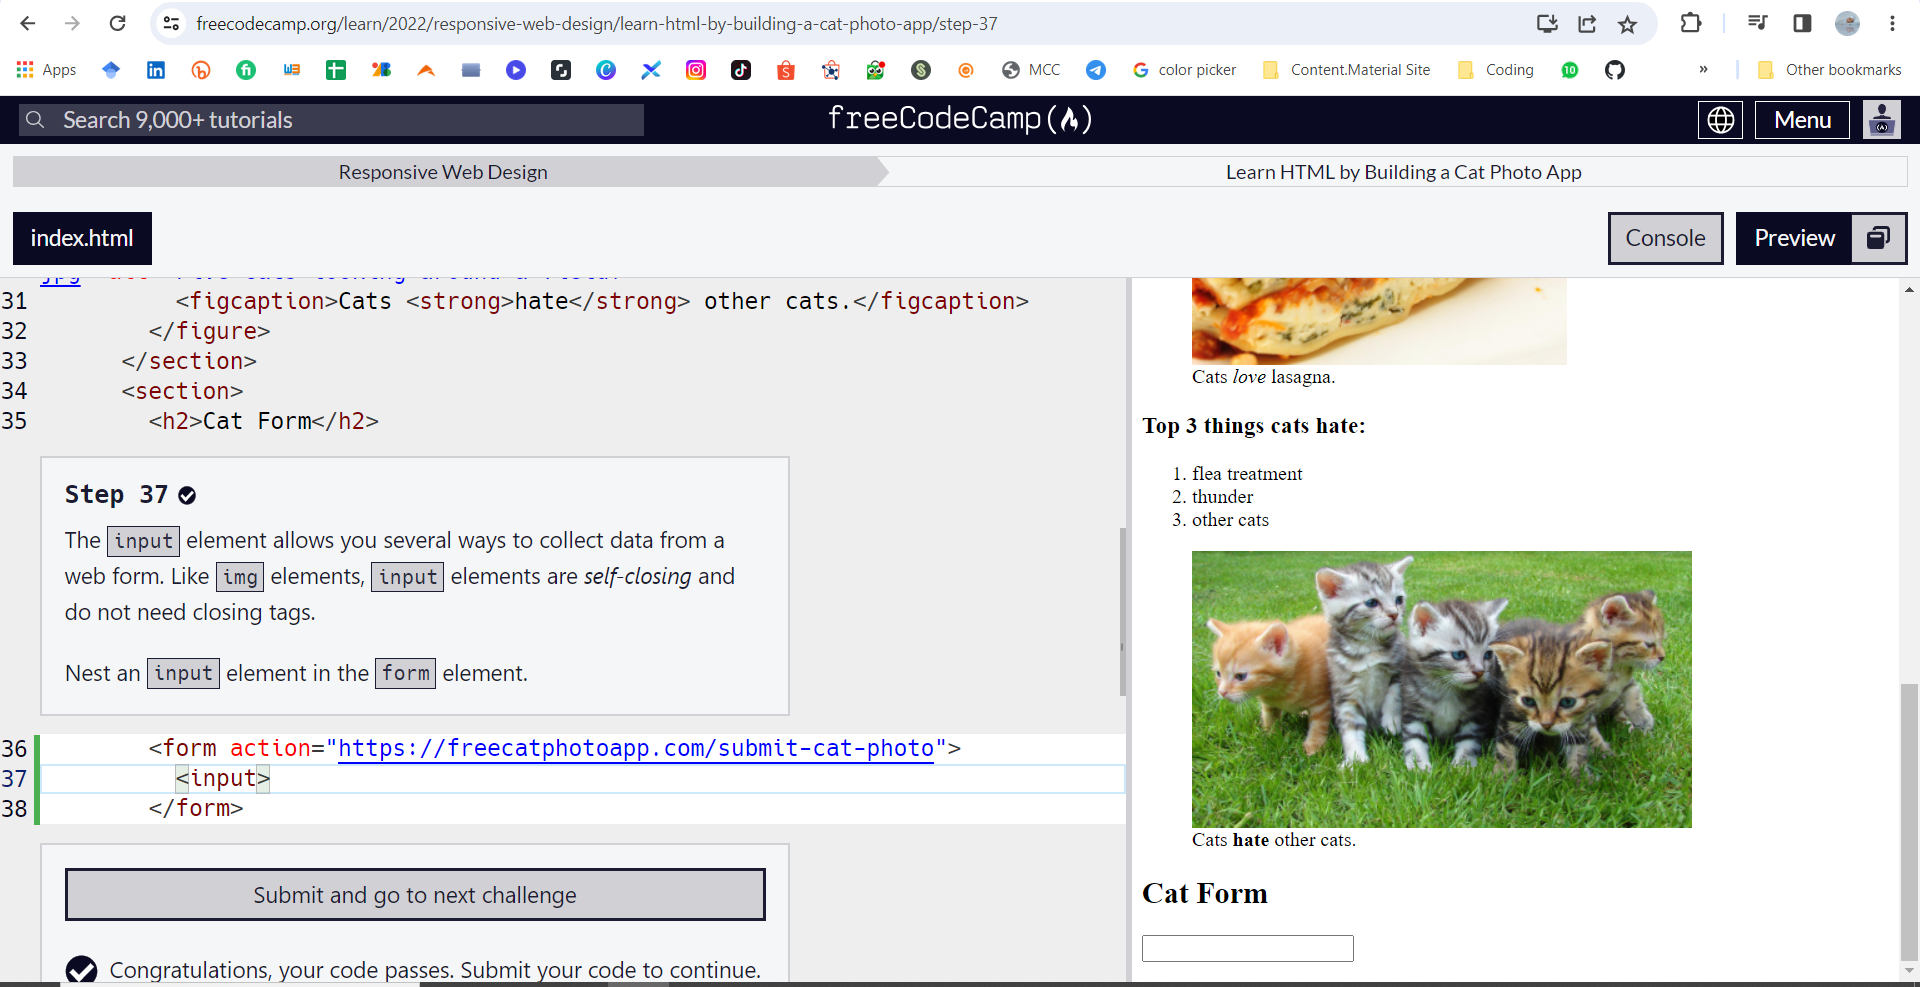 freecodecamp.org/learn/2022/responsive-web-design/learn-html-by-building-a-cat-photo-app/step-37
Apps MCC color picker Content.Material Site Coding 10 » Other bookmarks
Search 9,000+ tutorials freeCodeCamp(🔥) Menu
Responsive Web Design Learn HTML by Building a Cat Photo App
index.html Console Preview
31 <figcaption>Cats <strong>hate</strong> other cats.</figcaption>
32 </figure>
33 </section>
34 <section>
35 <h2>Cat Form</h2>
Step 37
The input element allows you several ways to collect data from a
web form. Like img elements, input elements are self-closing and
do not need closing tags.
Nest an input element in the form element.
36 <form action="https://freecatphotoapp.com/submit-cat-photo">
37 <input>
38 </form>
Submit and go to next challenge
Congratulations, your code passes. Submit your code to continue.
Cats love lasagna.
Top 3 things cats hate:
1. flea treatment
2. thunder
3. other cats
Cats hate other cats.
Cat Form